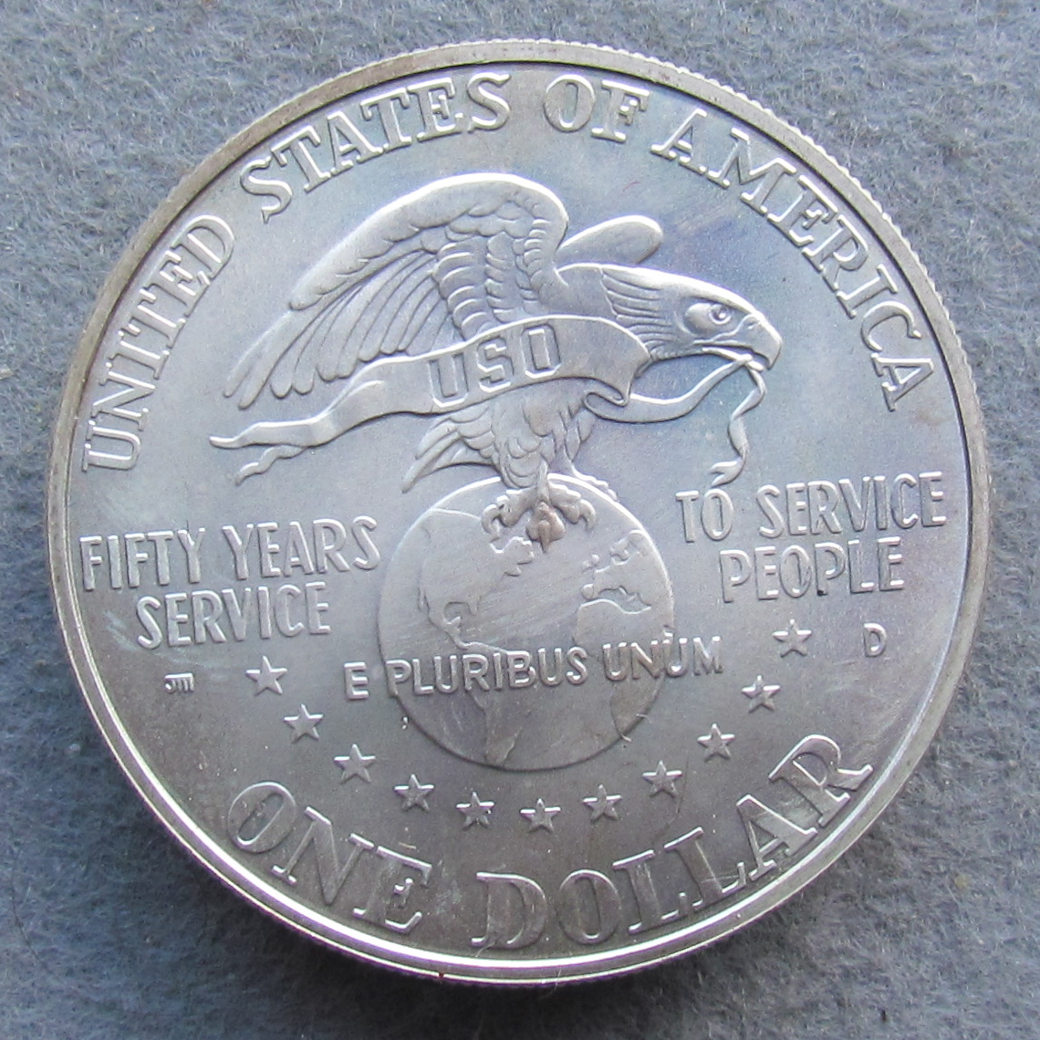 UNITED STATES OF AMERICA
USO
FIFTY YEARS
SERVICE
TO SERVICE
PEOPLE
E PLURIBUS UNUM
D
JM
ONE DOLLAR